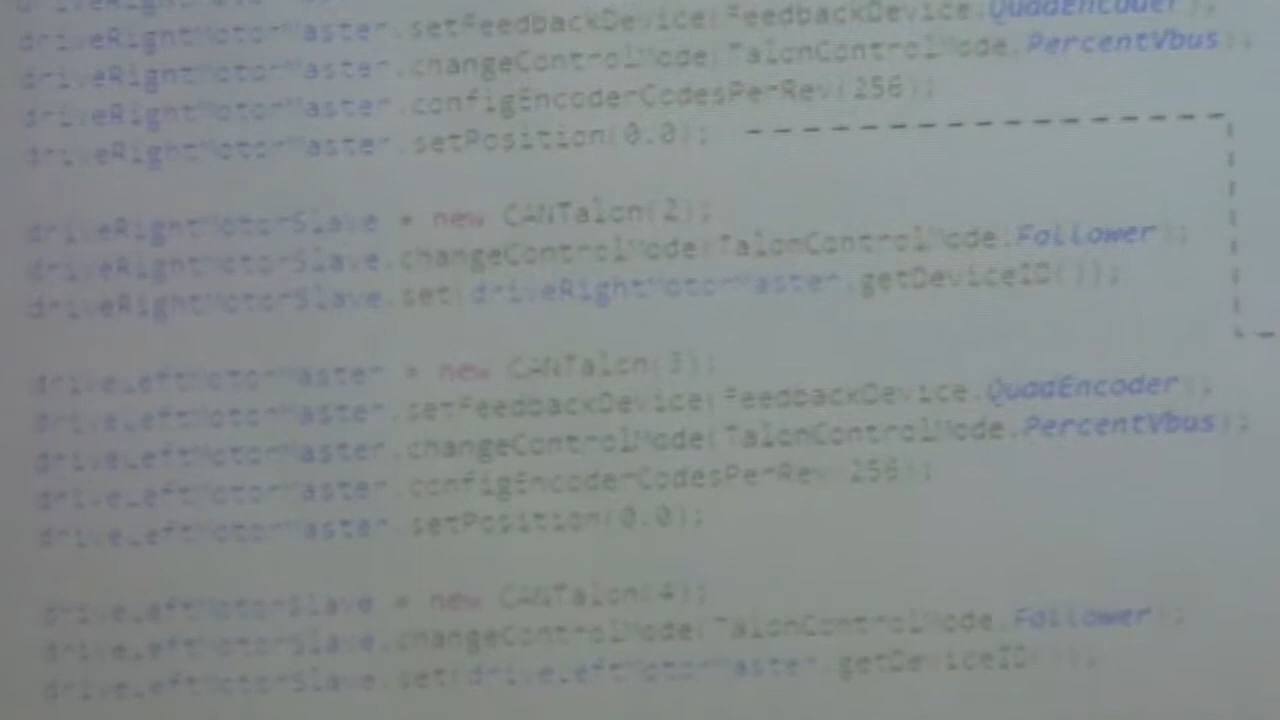 driveRightMotorMaster.setFeedbackDevice(FeedbackDevice.QuadEncoder);
driveRightMotorMaster.changeControlMode(TalonControlMode.PercentVbus);
driveRightMotorMaster.configEncoderCodesPerRev(256);
driveRightMotorMaster.setPosition(0.0);
driveRightMotorSlave = new CANTalon(2);
driveRightMotorSlave.changeControlMode(TalonControlMode.Follower);
driveRightMotorSlave.set(driveRightMotorMaster.getDeviceID());
driveLeftMotorMaster = new CANTalon(3);
driveLeftMotorMaster.setFeedbackDevice(FeedbackDevice.QuadEncoder);
driveLeftMotorMaster.changeControlMode(TalonControlMode.PercentVbus);
driveLeftMotorMaster.configEncoderCodesPerRev(256);
driveLeftMotorMaster.setPosition(0.0);
driveLeftMotorSlave = new CANTalon(4);
driveLeftMotorSlave.changeControlMode(TalonControlMode.Follower);
driveLeftMotorSlave.set(driveLeftMotorMaster.getDeviceID());